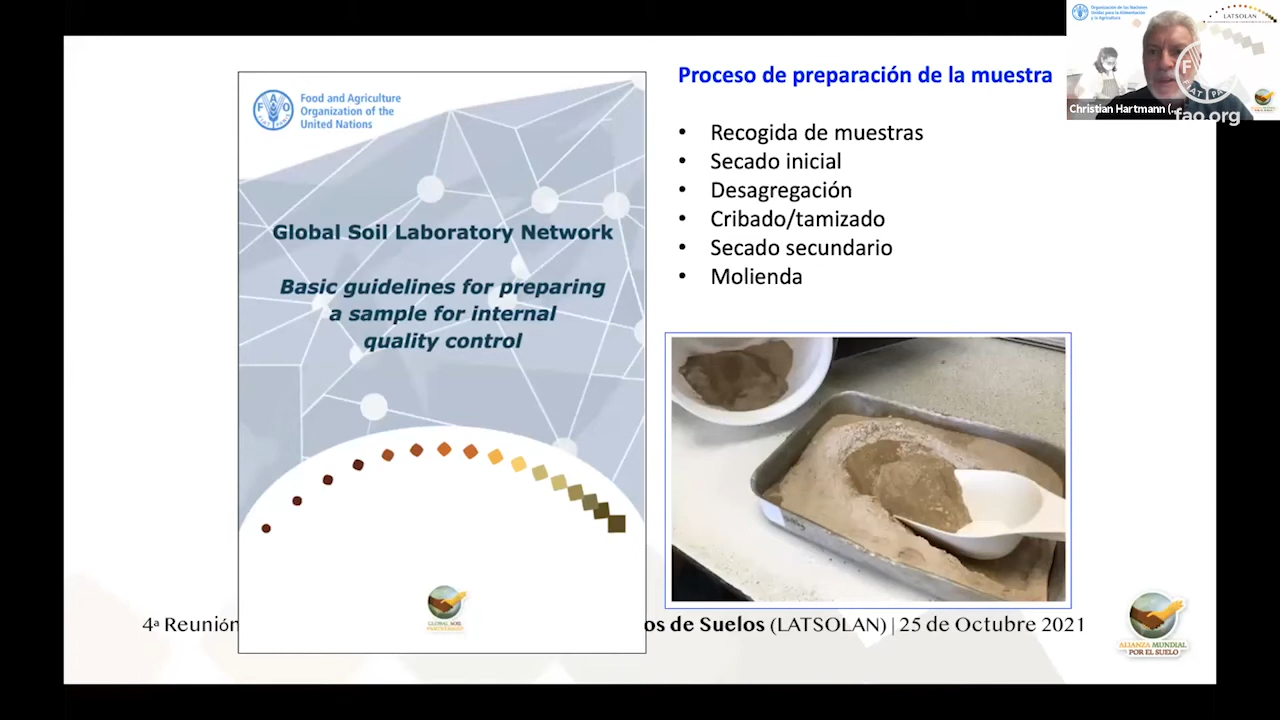 Organización de las Naciones
Unidas para la Alimentación
y la Agricultura
LATSOLAN
Christian Hartmann (...
fao.org
Food and Agriculture
Organization of the
United Nations
Global Soil Laboratory Network
Basic guidelines for preparing
a sample for internal
quality control
GLOBAL SOIL
PARTNERSHIP
Proceso de preparación de la muestra
• Recogida de muestras
• Secado inicial
• Desagregación
• Cribado/tamizado
• Secado secundario
• Molienda
4ª Reunión
os de Suelos (LATSOLAN) | 25 de Octubre 2021
ALIANZA MUNDIAL
POR EL SUELO